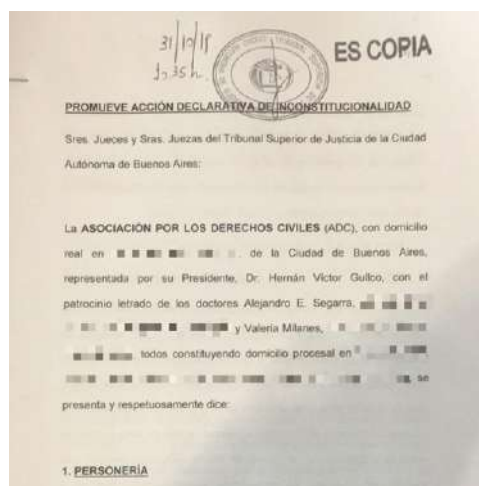 31/10/18
ES COPIA
PROMUEVE ACCIÓN DECLARATIVA DE INCONSTITUCIONALIDAD
Sres. Jueces y Sras. Juezas del Tribunal Superior de Justicia de la Ciudad
Autónoma de Buenos Aires:
La ASOCIACIÓN POR LOS DERECHOS CIVILES (ADC), con domicilio
real en de la Ciudad de Buenos Aires,
representada por su Presidente, Dr. Hernán Víctor Gullco, con el
patrocinio letrado de los doctores Alejandro E. Segarra,
y Valeria Milanes,
todos constituyendo domicilio procesal en
se
presenta y respetuosamente dice:
1. PERSONERÍA